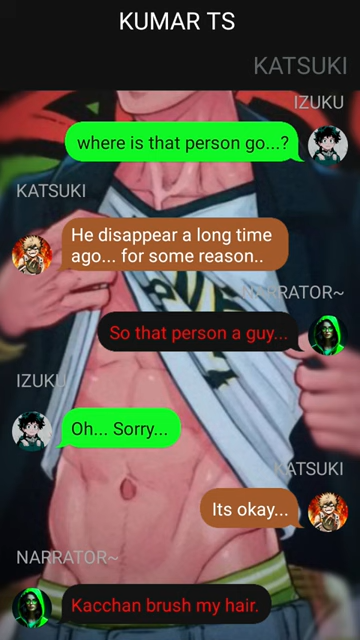 KUMAR TS
KATSUKI
IZUKU
where is that person go...?
KATSUKI
He disappear a long time
ago... for some reason..
NARRATOR~
So that person a guy...
IZUKU
Oh... Sorry...
KATSUKI
Its okay...
NARRATOR~
Kacchan brush my hair.